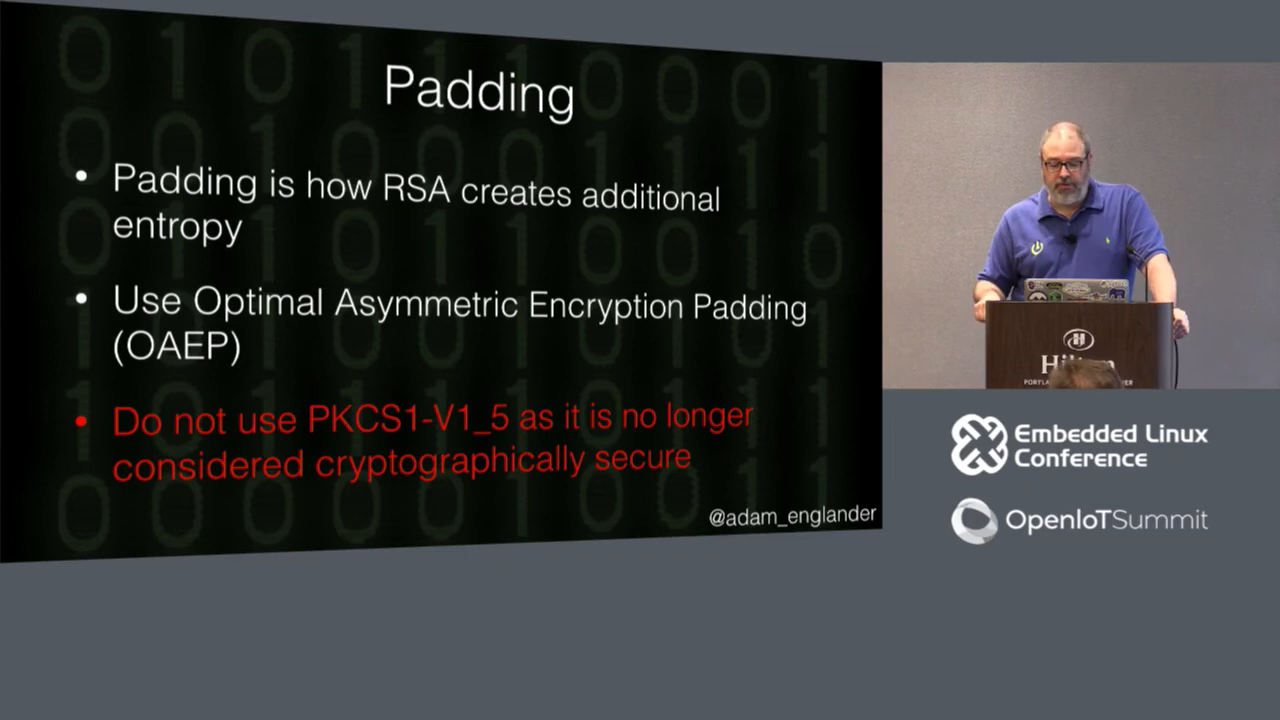 Padding
• Padding is how RSA creates additional
entropy
• Use Optimal Asymmetric Encryption Padding
(OAEP)
• Do not use PKCS1-V1_5 as it is no longer
considered cryptographically secure
@adam_englander
Embedded Linux
Conference
OpenIoTSummit